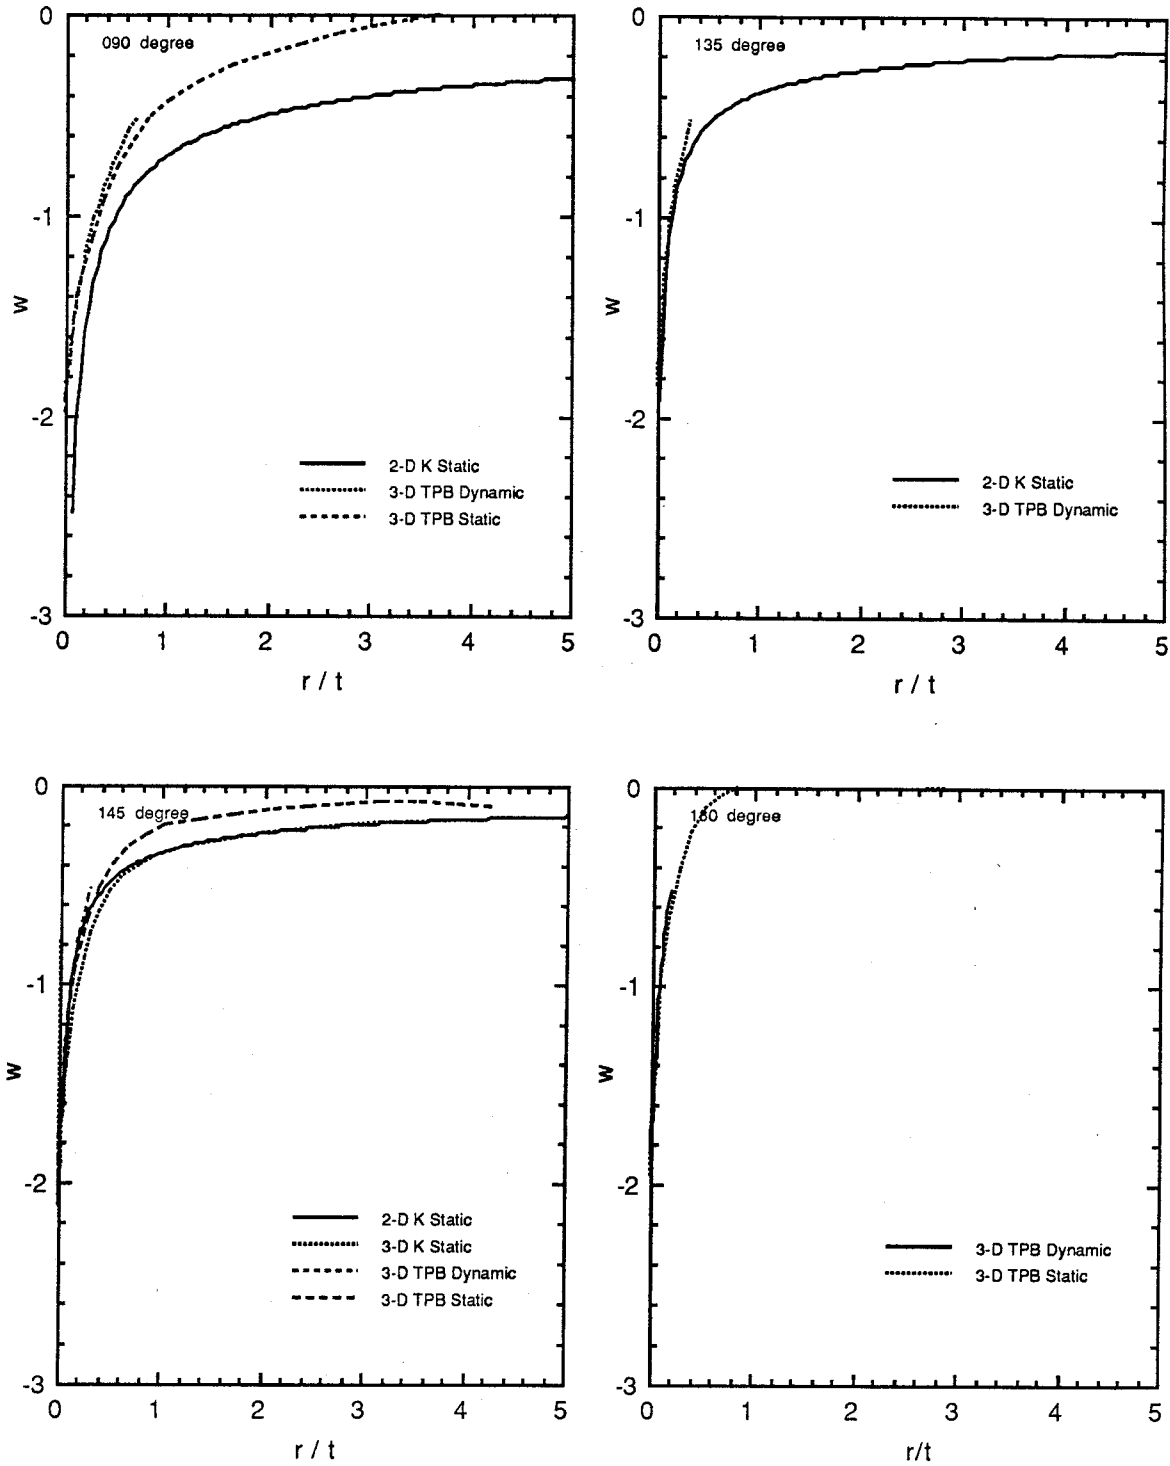 0
090 degree
-1
w
-2
2-D K Static
3-D TPB Dynamic
3-D TPB Static
-3
0 1 2 3 4 5
r / t
0
135 degree
-1
w
-2
2-D K Static
3-D TPB Dynamic
-3
0 1 2 3 4 5
r / t
0
145 degree
-1
w
-2
2-D K Static
3-D K Static
3-D TPB Dynamic
3-D TPB Static
-3
0 1 2 3 4 5
r / t
0
160 degree
-1
w
-2
3-D TPB Dynamic
3-D TPB Static
-3
0 1 2 3 4 5
r/t